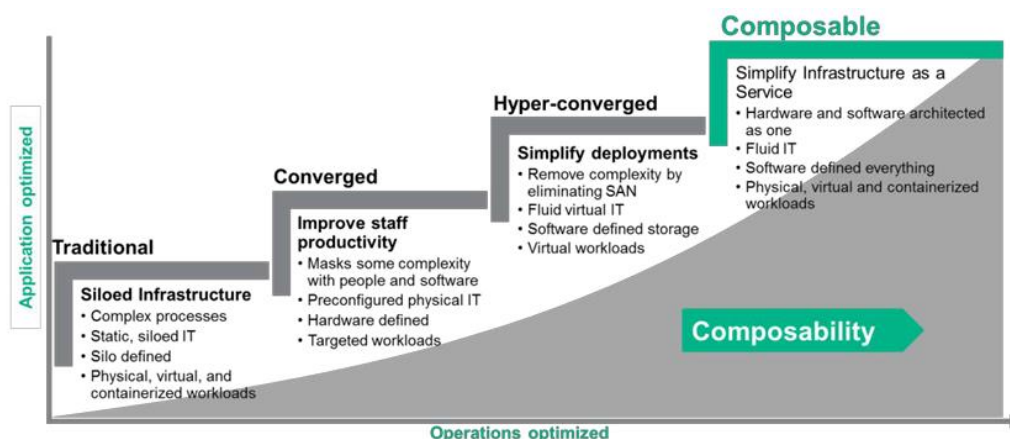 Application optimized
Traditional
Siloed Infrastructure
• Complex processes
• Static, siloed IT
• Silo defined
• Physical, virtual, and
containerized workloads
Converged
Improve staff
productivity
• Masks some complexity
with people and software
• Preconfigured physical IT
• Hardware defined
• Targeted workloads
Hyper-converged
Simplify deployments
• Remove complexity by
eliminating SAN
• Fluid virtual IT
• Software defined storage
• Virtual workloads
Composable
Simplify Infrastructure as a
Service
• Hardware and software architected
as one
• Fluid IT
• Software defined everything
• Physical, virtual and containerized
workloads
Composability
Operations optimized